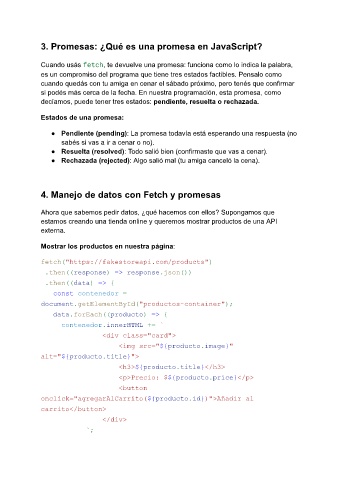 3. Promesas: ¿Qué es una promesa en JavaScript?
Cuando usás fetch, te devuelve una promesa: funciona como lo indica la palabra,
es un compromiso del programa que tiene tres estados factibles. Pensalo como
cuando quedás con tu amiga en cenar el sábado próximo, pero tenés que confirmar
si podés más cerca de la fecha. En nuestra programación, esta promesa, como
decíamos, puede tener tres estados: pendiente, resuelta o rechazada.
Estados de una promesa:
● Pendiente (pending): La promesa todavía está esperando una respuesta (no
sabés si vas a ir a cenar o no).
● Resuelta (resolved): Todo salió bien (confirmaste que vas a cenar).
● Rechazada (rejected): Algo salió mal (tu amiga canceló la cena).
4. Manejo de datos con Fetch y promesas
Ahora que sabemos pedir datos, ¿qué hacemos con ellos? Supongamos que
estamos creando una tienda online y queremos mostrar productos de una API
externa.
Mostrar los productos en nuestra página:
fetch("https://fakestoreapi.com/products")
.then((response) => response.json())
.then((data) => {
const contenedor =
document.getElementById("productos-container");
data.forEach((producto) => {
contenedor.innerHTML += `
<div class="card">
<img src="${producto.image}"
alt="${producto.title}">
<h3>${producto.title}</h3>
<p>Precio: $${producto.price}</p>
<button
onclick="agregarAlCarrito(${producto.id})">Añadir al
carrito</button>
</div>
`;